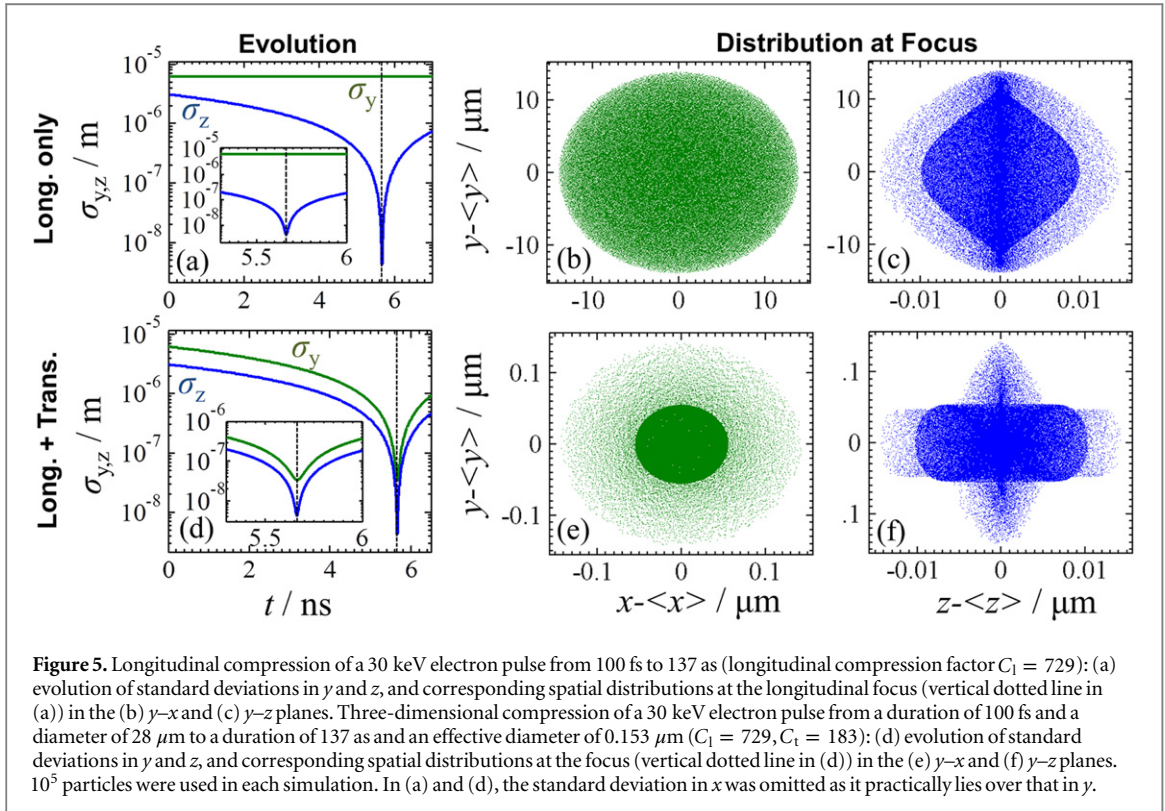 Evolution
Distribution at Focus
Long. only
σ_{y,z} / m
10^{-5}
10^{-6}
10^{-7}
10^{-8}
σ_y
σ_z
10^{-5}
10^{-6}
10^{-7}
10^{-8}
5.5
6
(a)
0
2
4
6
y-<y> / μm
10
0
-10
(b)
-10
0
10
10
0
-10
(c)
-0.01
0
0.01
Long. + Trans.
σ_{y,z} / m
10^{-5}
10^{-6}
10^{-7}
10^{-8}
σ_y
σ_z
10^{-6}
10^{-7}
10^{-8}
5.5
6
(d)
0
2
4
6
t / ns
y-<y> / μm
0.1
0
-0.1
(e)
-0.1
0
0.1
x-<x> / μm
.1
0
.1
(f)
-0.01
0
0.01
z-<z> / μm
Figure 5. Longitudinal compression of a 30 keV electron pulse from 100 fs to 137 as (longitudinal compression factor C_l = 729): (a)
evolution of standard deviations in y and z, and corresponding spatial distributions at the longitudinal focus (vertical dotted line in
(a)) in the (b) y–x and (c) y–z planes. Three-dimensional compression of a 30 keV electron pulse from a duration of 100 fs and a
diameter of 28 μm to a duration of 137 as and an effective diameter of 0.153 μm (C_l = 729, C_t = 183): (d) evolution of standard
deviations in y and z, and corresponding spatial distributions at the focus (vertical dotted line in (d)) in the (e) y–x and (f) y–z planes.
10^5 particles were used in each simulation. In (a) and (d), the standard deviation in x was omitted as it practically lies over that in y.